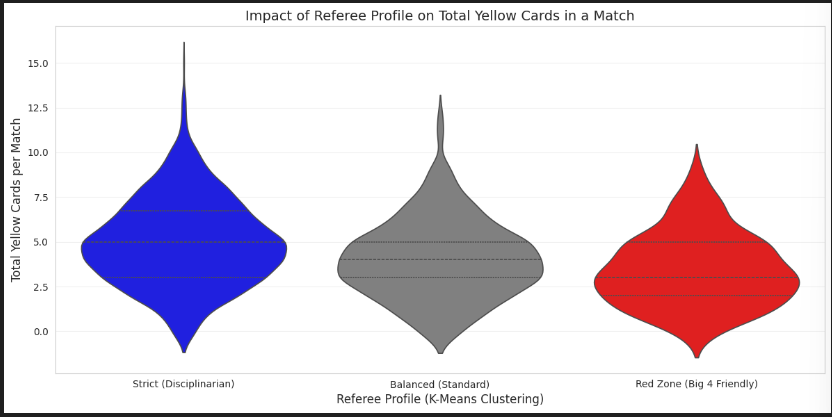 Impact of Referee Profile on Total Yellow Cards in a Match
Total Yellow Cards per Match
15.0
12.5
10.0
7.5
5.0
2.5
0.0
Strict (Disciplinarian)
Balanced (Standard)
Red Zone (Big 4 Friendly)
Referee Profile (K-Means Clustering)